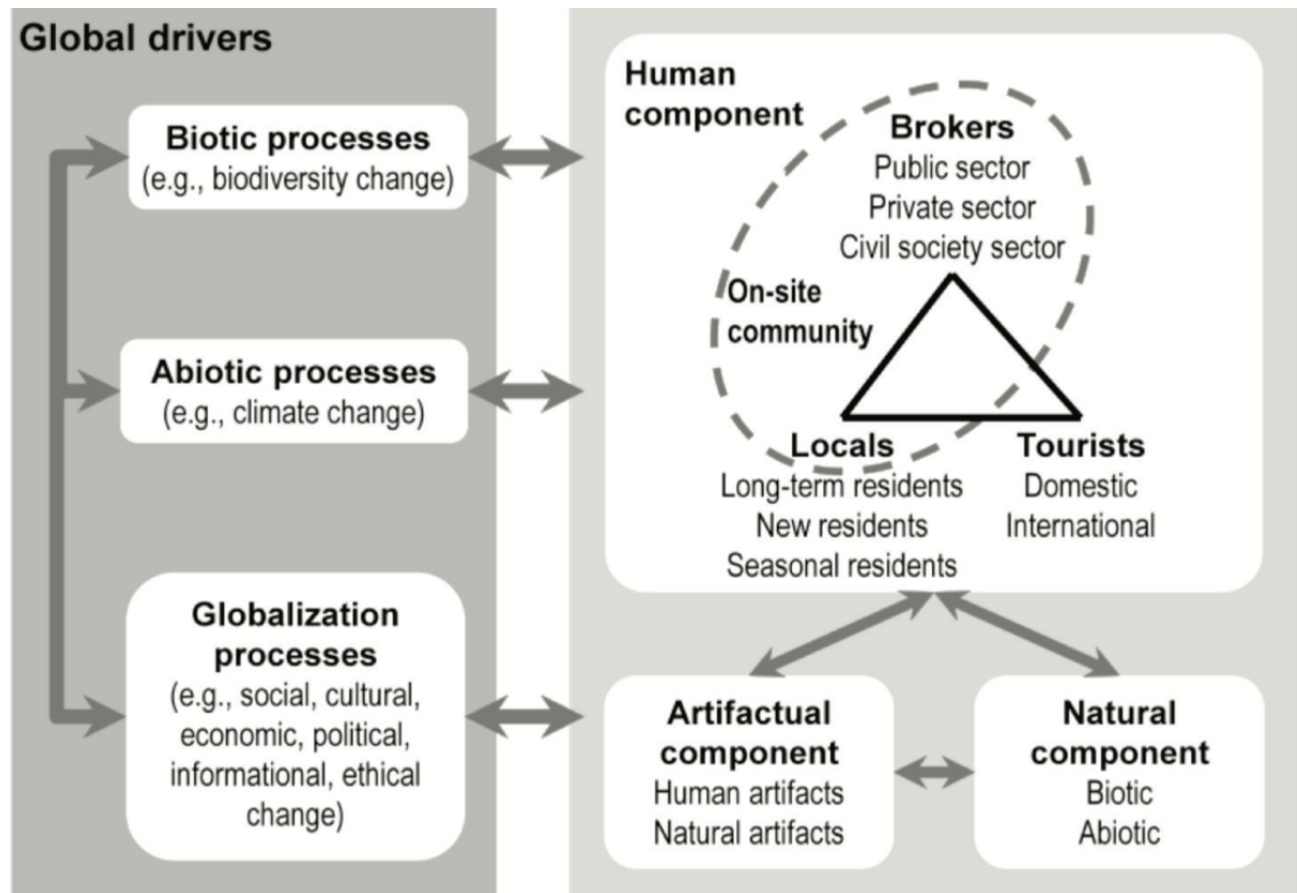 Global drivers
Biotic processes
(e.g., biodiversity change)
Abiotic processes
(e.g., climate change)
Globalization
processes
(e.g., social, cultural,
economic, political,
informational, ethical
change)
Human
component
Brokers
Public sector
Private sector
Civil society sector
On-site
community
Locals
Long-term residents
New residents
Seasonal residents
Tourists
Domestic
International
Artifactual
component
Human artifacts
Natural artifacts
Natural
component
Biotic
Abiotic